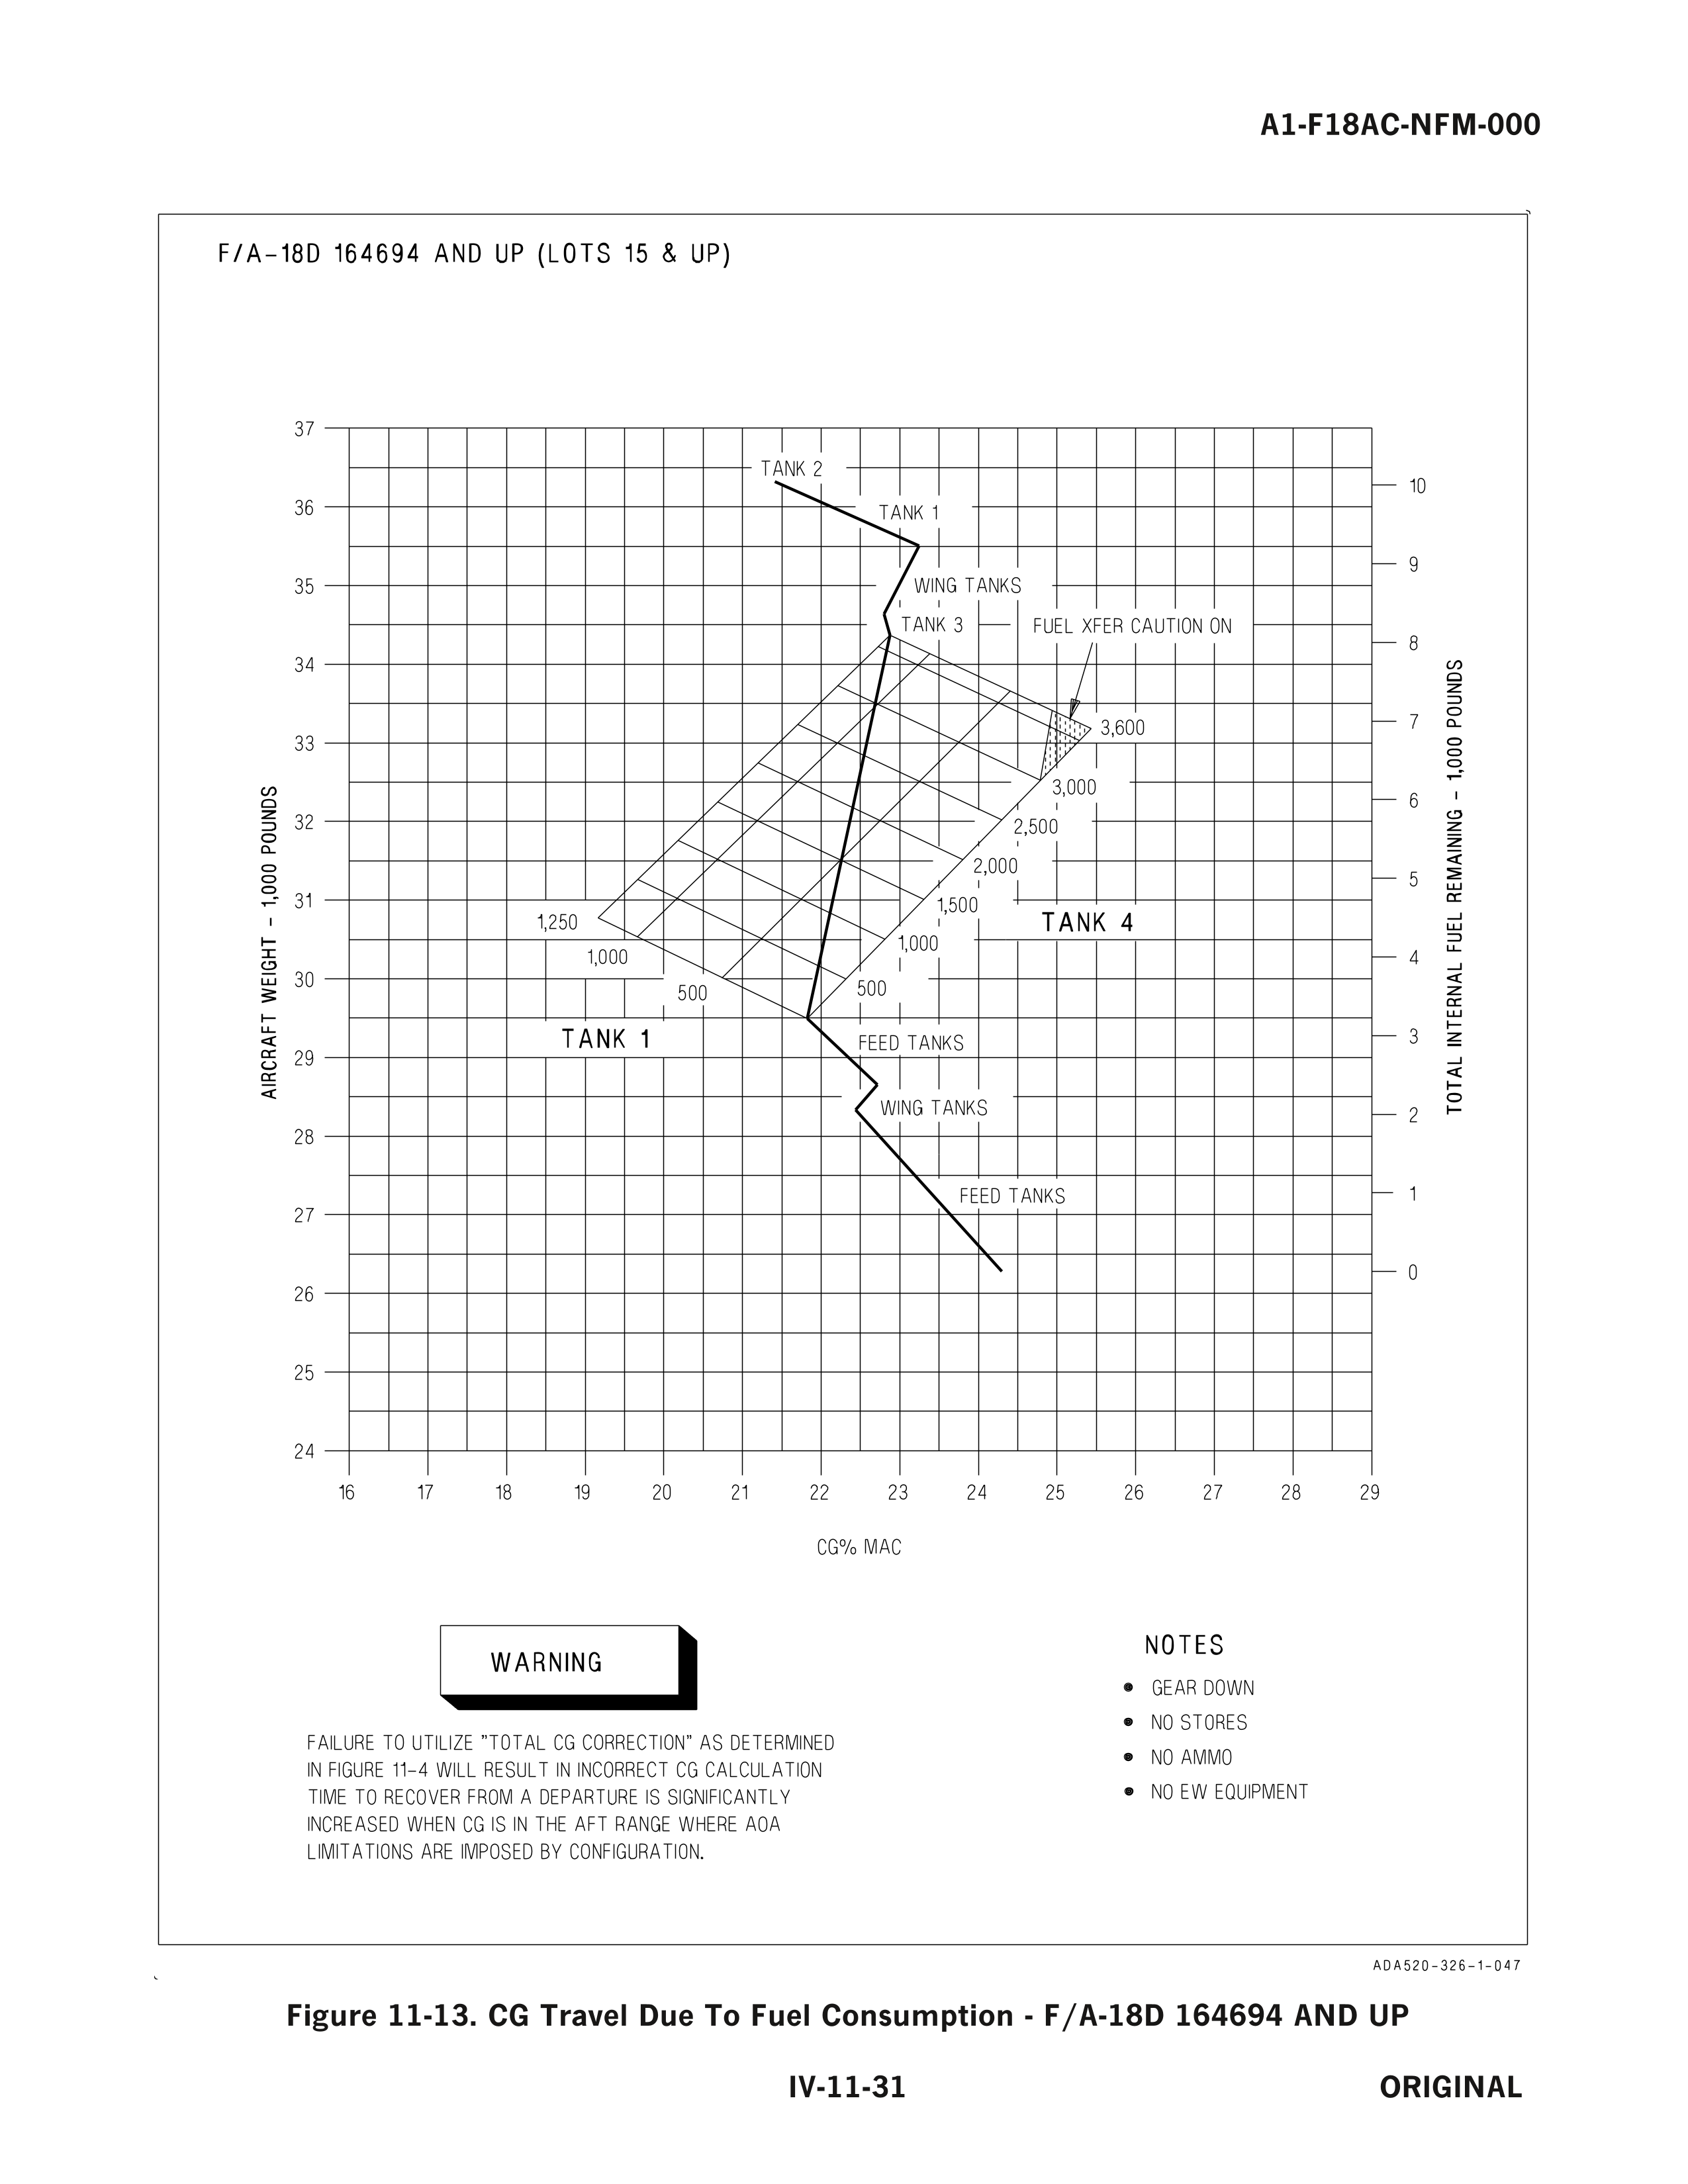 A1-F18AC-NFM-000
F/A-18D 164694 AND UP (LOTS 15 & UP)
37
36
35
34
33
32
31
30
29
28
27
26
25
24
AIRCRAFT WEIGHT - 1,000 POUNDS
TANK 2
TANK 1
WING TANKS
TANK 3
FUEL XFER CAUTION ON
3,600
3,000
2,500
2,000
1,500
1,000
500
TANK 4
1,250
1,000
500
TANK 1
FEED TANKS
WING TANKS
FEED TANKS
10
9
8
7
6
5
4
3
2
1
0
TOTAL INTERNAL FUEL REMAINING - 1,000 POUNDS
16 17 18 19 20 21 22 23 24 25 26 27 28 29
CG% MAC
WARNING
FAILURE TO UTILIZE "TOTAL CG CORRECTION" AS DETERMINED
IN FIGURE 11-4 WILL RESULT IN INCORRECT CG CALCULATION
TIME TO RECOVER FROM A DEPARTURE IS SIGNIFICANTLY
INCREASED WHEN CG IS IN THE AFT RANGE WHERE AOA
LIMITATIONS ARE IMPOSED BY CONFIGURATION.
NOTES
• GEAR DOWN
• NO STORES
• NO AMMO
• NO EW EQUIPMENT
ADA520-326-1-047
Figure 11-13. CG Travel Due To Fuel Consumption - F/A-18D 164694 AND UP
IV-11-31
ORIGINAL